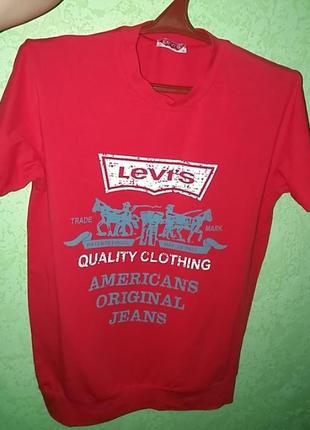 LeVI'S
TRADE MARK
QUALITY CLOTHING
AMERICANS
ORIGINAL
JEANS